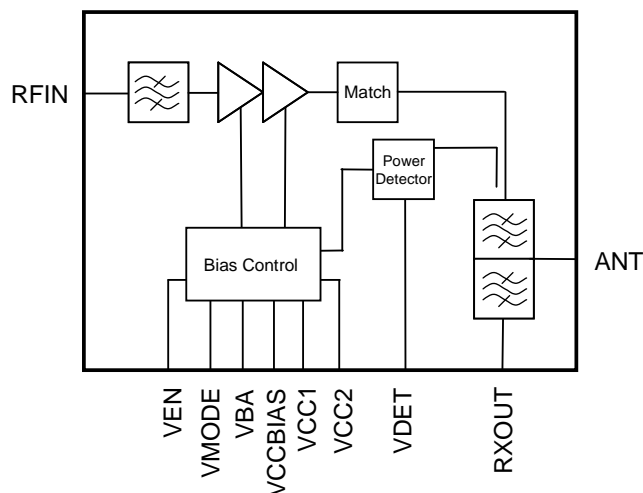 RFIN
Match
Power
Detector
Bias Control
ANT
VEN
VMODE
VBA
VCCBIAS
VCC1
VCC2
VDET
RXOUT